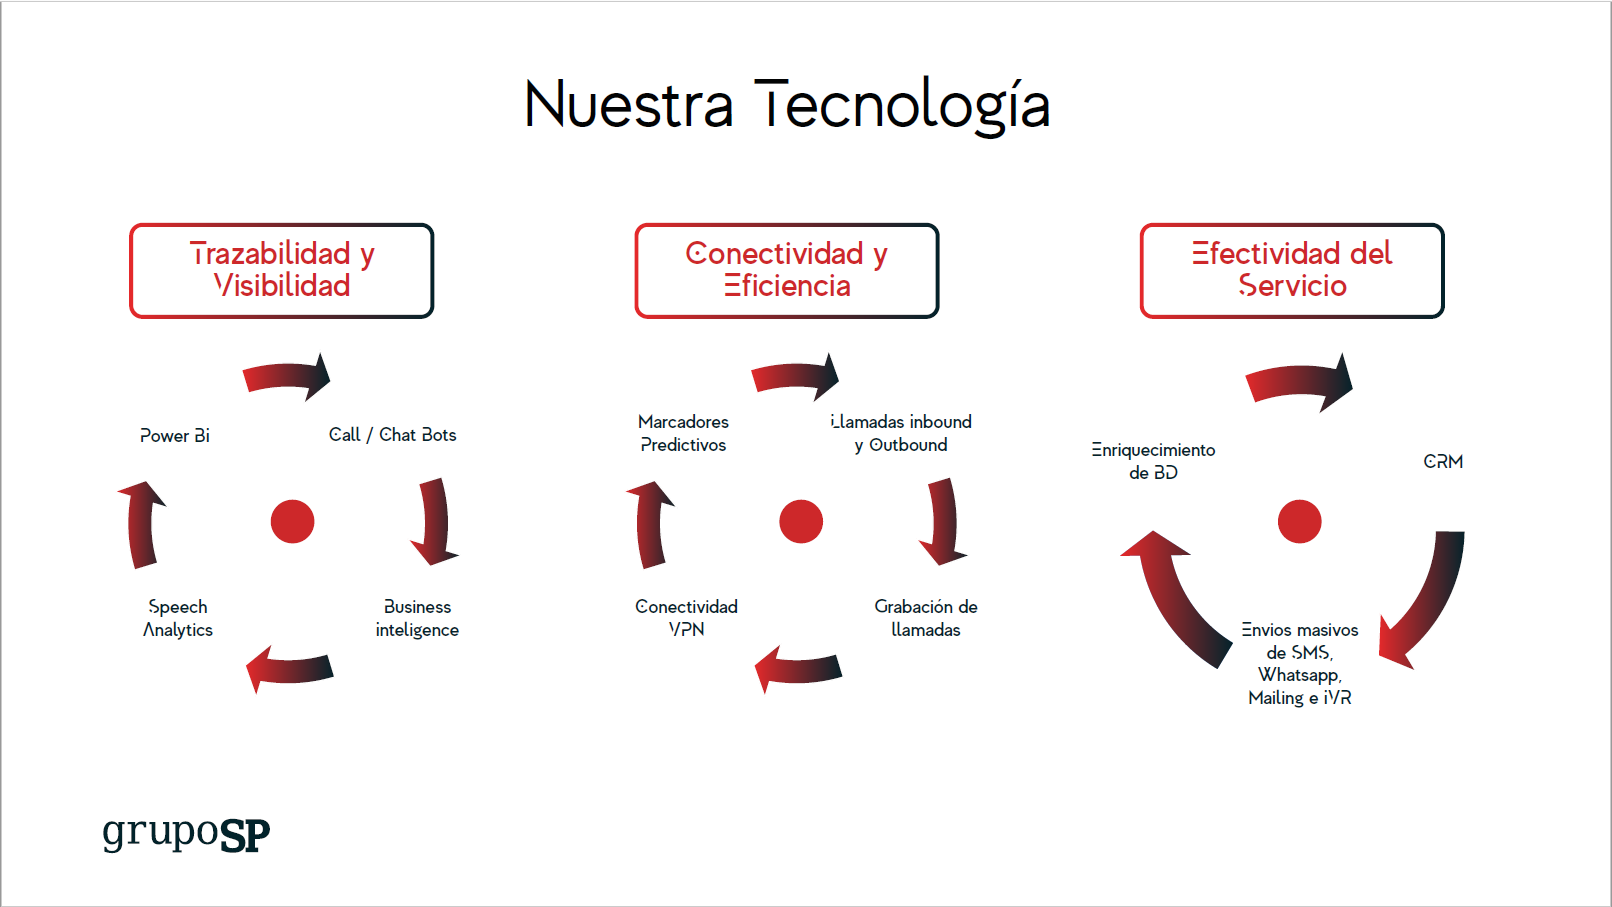 Nuestra Tecnología
Trazabilidad y
Visibilidad
Power Bi
Call / Chat Bots
Speech
Analytics
Business
inteligence
Conectividad y
Eficiencia
Marcadores
Predictivos
Llamadas inbound
y Outbound
Conectividad
VPN
Grabación de
llamadas
Efectividad del
Servicio
Enriquecimiento
de BD
CRM
Envios masivos
de SMS,
Whatsapp,
Mailing e iVR
grupoSP